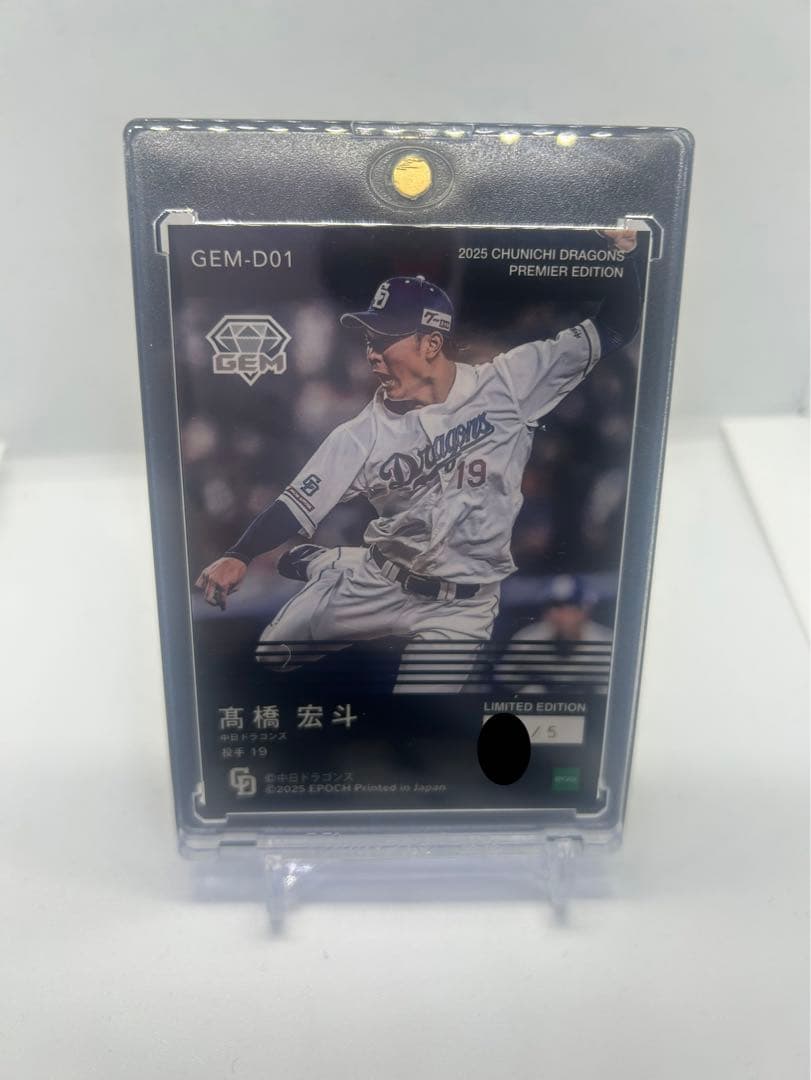 GEM-D01
2025 CHUNICHI DRAGONS
PREMIER EDITION
GEM
Dragons
19
髙橋 宏斗
中日ドラゴンズ
投手 19
LIMITED EDITION
/ 5
©中日ドラゴンズ
©2025 EPOCH Printed in Japan